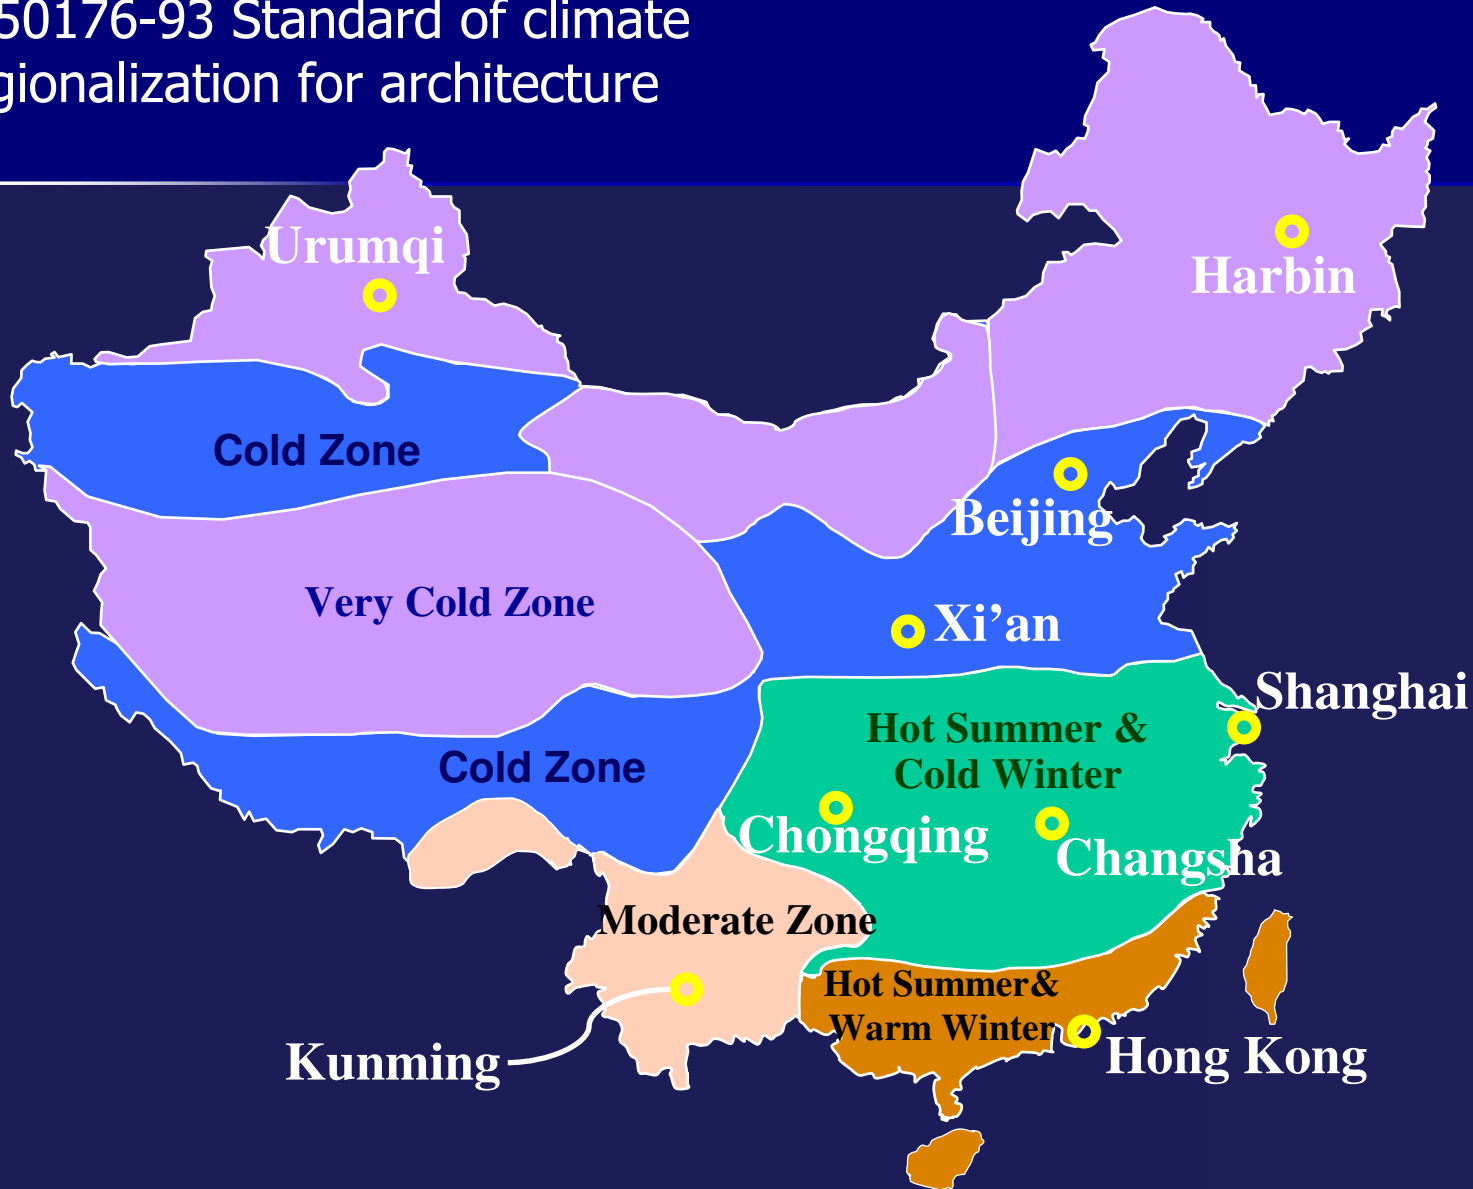 50176-93 Standard of climate
gionalization for architecture
Urumqi
Harbin
Cold Zone
Beijing
Very Cold Zone
Xi’an
Shanghai
Hot Summer &
Cold Winter
Cold Zone
Chongqing
Changsha
Moderate Zone
Hot Summer&
Warm Winter
Kunming
Hong Kong